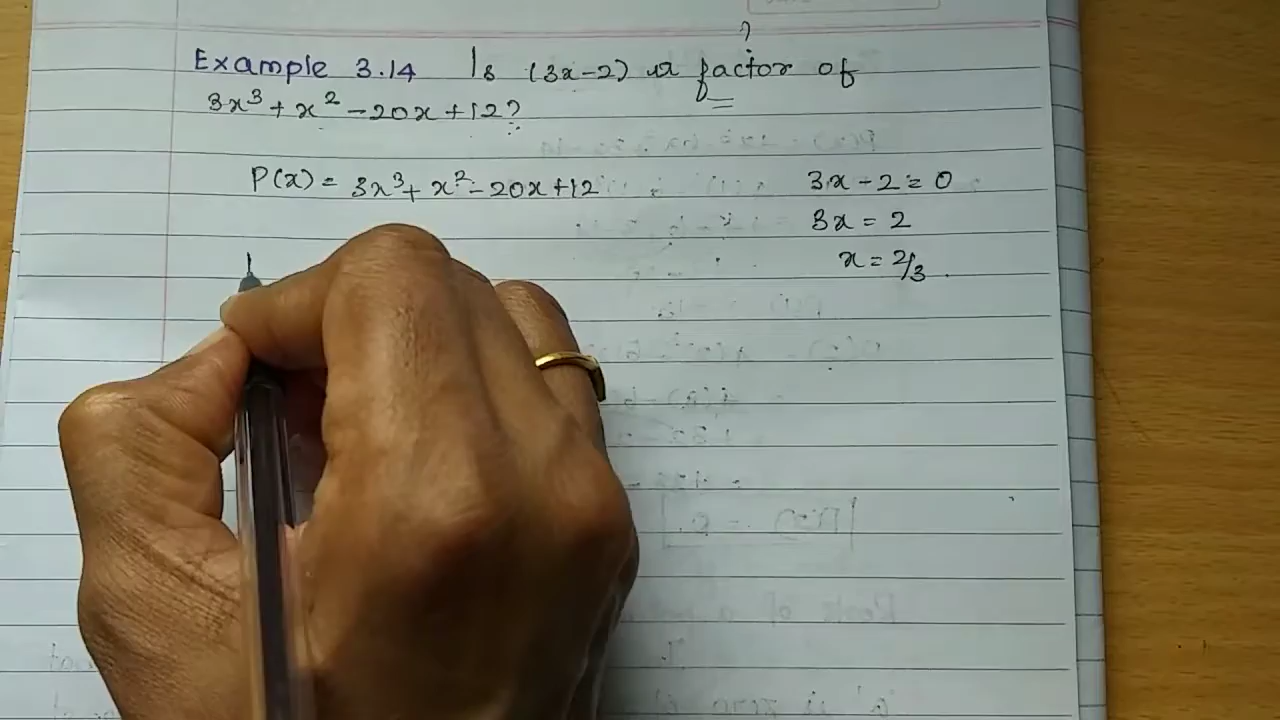 Example 3.14 Is (3x-2) a factor of ?
3x³ + x² - 20x + 12?
P(x) = 3x³ + x² - 20x + 12
3x - 2 = 0
3x = 2
x = 2/3